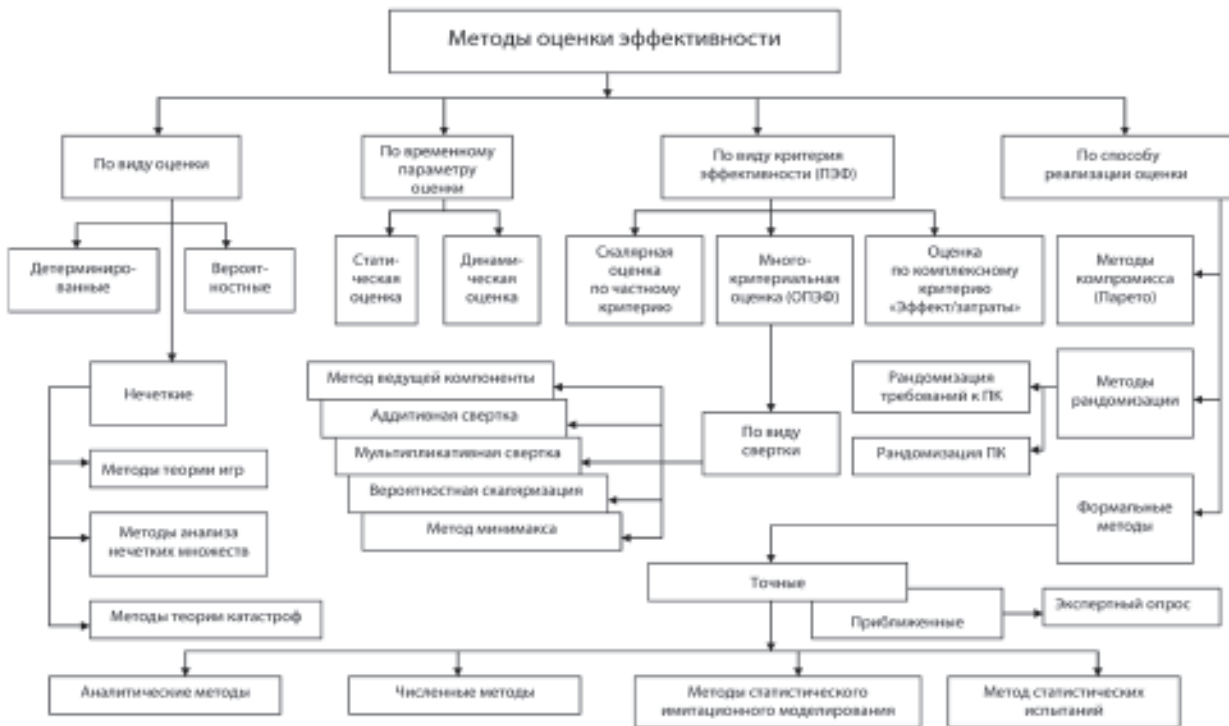 Методы оценки эффективности
По виду оценки
По временному
параметру
оценки
По виду критерия
эффективности (ПЭФ)
По способу
реализации оценки
Детерминиро-
ванные
Вероят-
ностные
Стати-
ческая
оценка
Динами-
ческая
оценка
Скалярная
оценка
по частному
критерию
Много-
критериальная
оценка (ОПЭФ)
Оценка
по комплексному
критерию
«Эффект/затраты»
Методы
компромисса
(Парето)
Нечеткие
Метод ведущей компоненты
Аддитивная свертка
Мультипликативная свертка
Вероятностная скаляризация
Метод минимакса
По виду
свертки
Рандомизация
требований к ПК
Рандомизация ПК
Методы
рандомизации
Методы теории игр
Методы анализа
нечетких множеств
Методы теории катастроф
Формальные
методы
Точные
Приближенные
Экспертный опрос
Аналитические методы
Численные методы
Методы статистического
имитационного моделирования
Метод статистических
испытаний